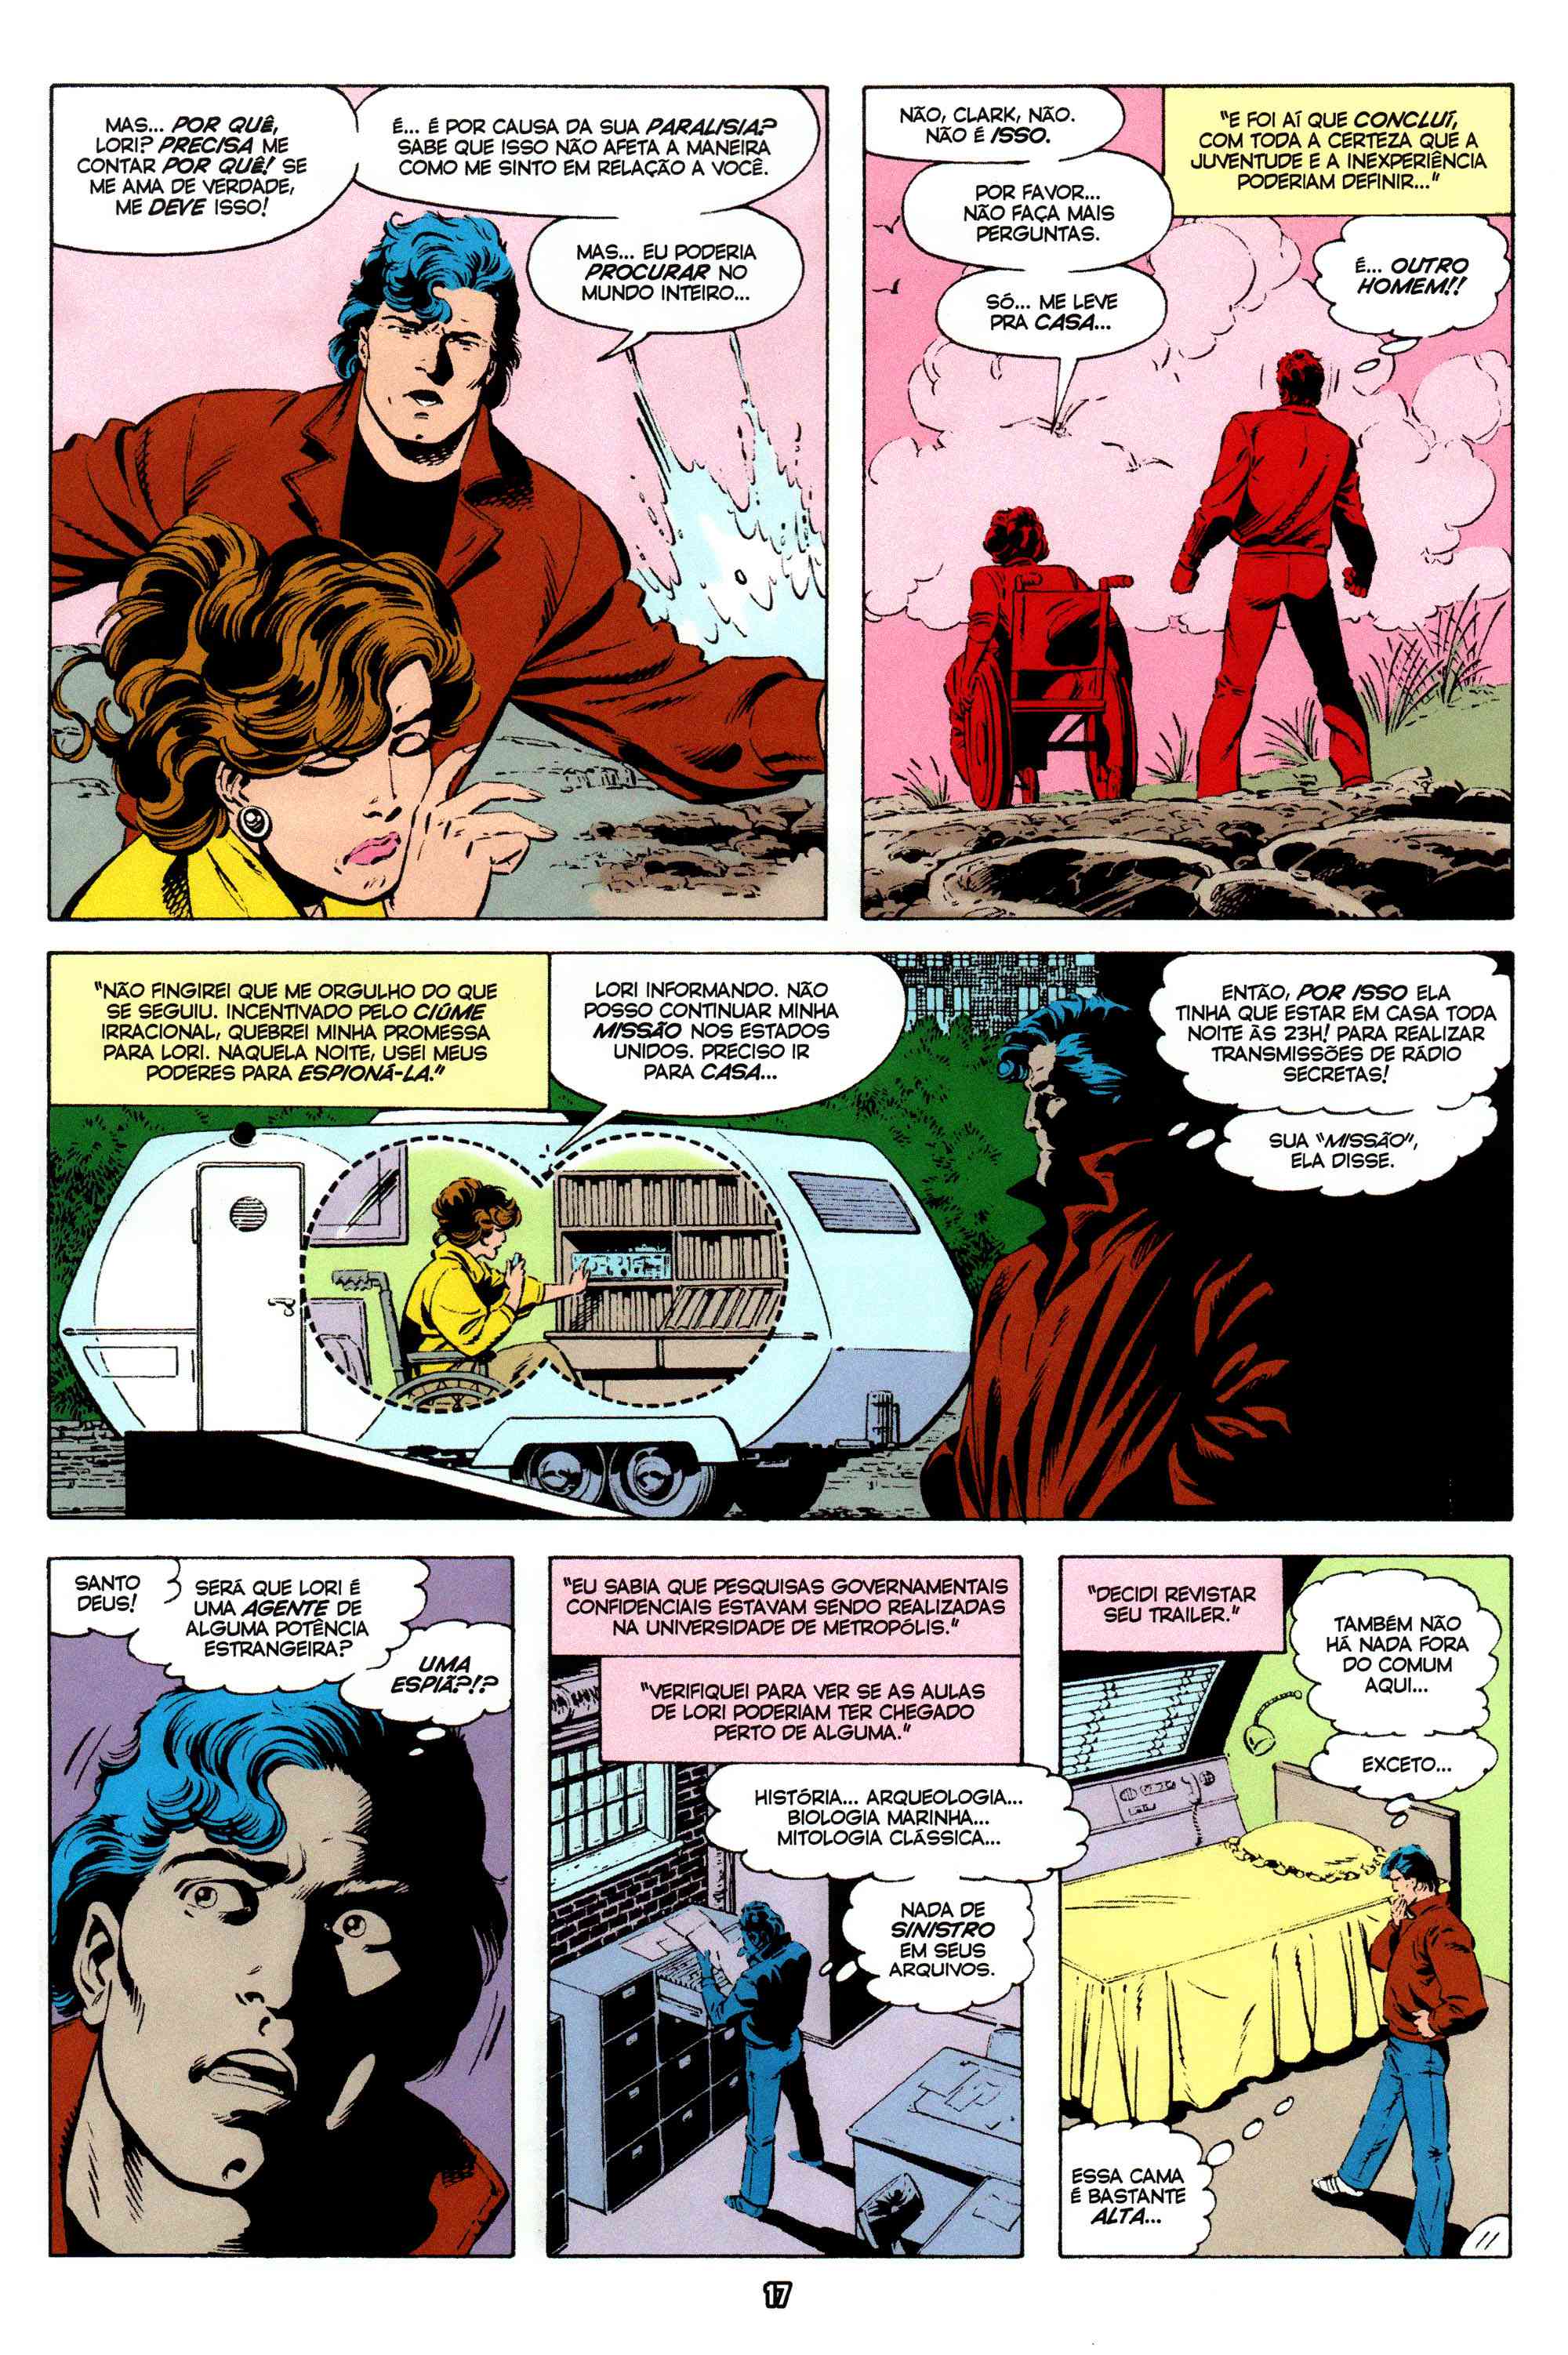 MAS... POR QUÊ,
LORI? PRECISA ME
CONTAR POR QUÊ! SE
ME AMA DE VERDADE,
ME DEVE ISSO!
É... É POR CAUSA DA SUA PARALISIA?
SABE QUE ISSO NÃO AFETA A MANEIRA
COMO ME SINTO EM RELAÇÃO A VOCÊ.
MAS... EU PODERIA
PROCURAR NO
MUNDO INTEIRO...
NÃO, CLARK, NÃO.
NÃO É ISSO.
POR FAVOR...
NÃO FAÇA MAIS
PERGUNTAS.
SÓ... ME LEVE
PRA CASA...
"E FOI AÍ QUE CONCLUÍ,
COM TODA A CERTEZA QUE A
JUVENTUDE E A INEXPERIÊNCIA
PODERIAM DEFINIR..."
É... OUTRO
HOMEM!!
"NÃO FINGIREI QUE ME ORGULHO DO QUE
SE SEGUIU. INCENTIVADO PELO CIÚME
IRRACIONAL, QUEBREI MINHA PROMESSA
PARA LORI. NAQUELA NOITE, USEI MEUS
PODERES PARA ESPIONÁ-LA."
LORI INFORMANDO. NÃO
POSSO CONTINUAR MINHA
MISSÃO NOS ESTADOS
UNIDOS. PRECISO IR
PARA CASA...
ENTÃO, POR ISSO ELA
TINHA QUE ESTAR EM CASA TODA
NOITE ÀS 23H! PARA REALIZAR
TRANSMISSÕES DE RÁDIO
SECRETAS!
SUA "MISSÃO",
ELA DISSE.
SANTO
DEUS!
SERÁ QUE LORI É
UMA AGENTE DE
ALGUMA POTÊNCIA
ESTRANGEIRA?
UMA
ESPIÃ?!?
"EU SABIA QUE PESQUISAS GOVERNAMENTAIS
CONFIDENCIAIS ESTAVAM SENDO REALIZADAS
NA UNIVERSIDADE DE METROPÓLIS."
"VERIFIQUEI PARA VER SE AS AULAS
DE LORI PODERIAM TER CHEGADO
PERTO DE ALGUMA."
HISTÓRIA... ARQUEOLOGIA...
BIOLOGIA MARINHA...
MITOLOGIA CLÁSSICA...
NADA DE
SINISTRO
EM SEUS
ARQUIVOS.
"DECIDI REVISTAR
SEU TRAILER."
TAMBÉM NÃO
HÁ NADA FORA
DO COMUM
AQUI...
EXCETO...
ESSA CAMA
É BASTANTE
ALTA...
11
17